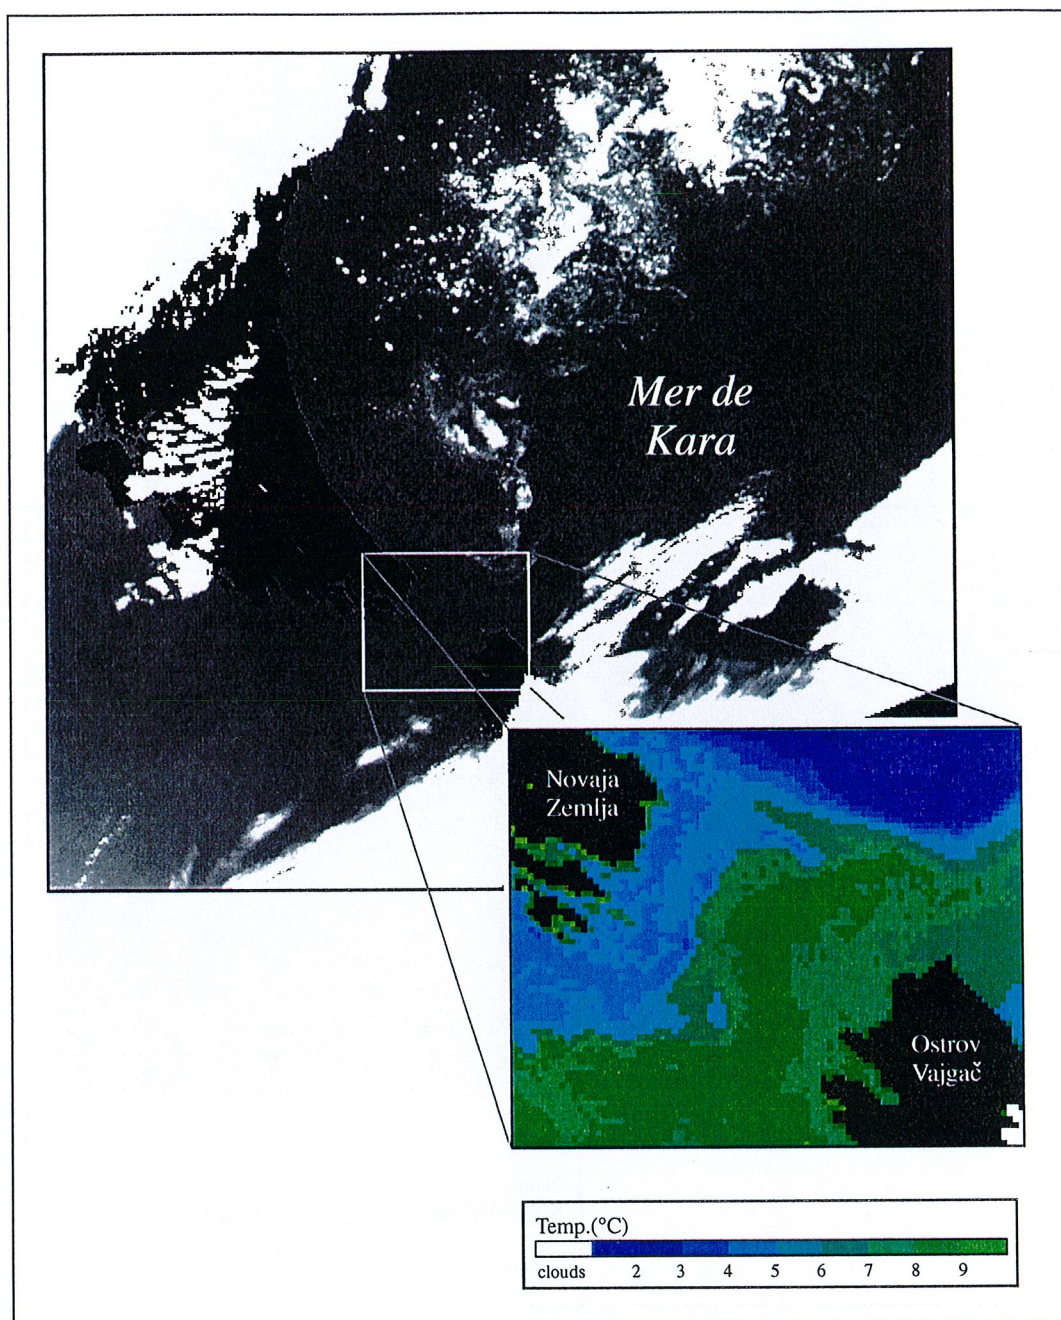 Mer de
Kara
Novaja
Zemlja
Ostrov
Vajgač
Temp.(°C)
clouds 2 3 4 5 6 7 8 9